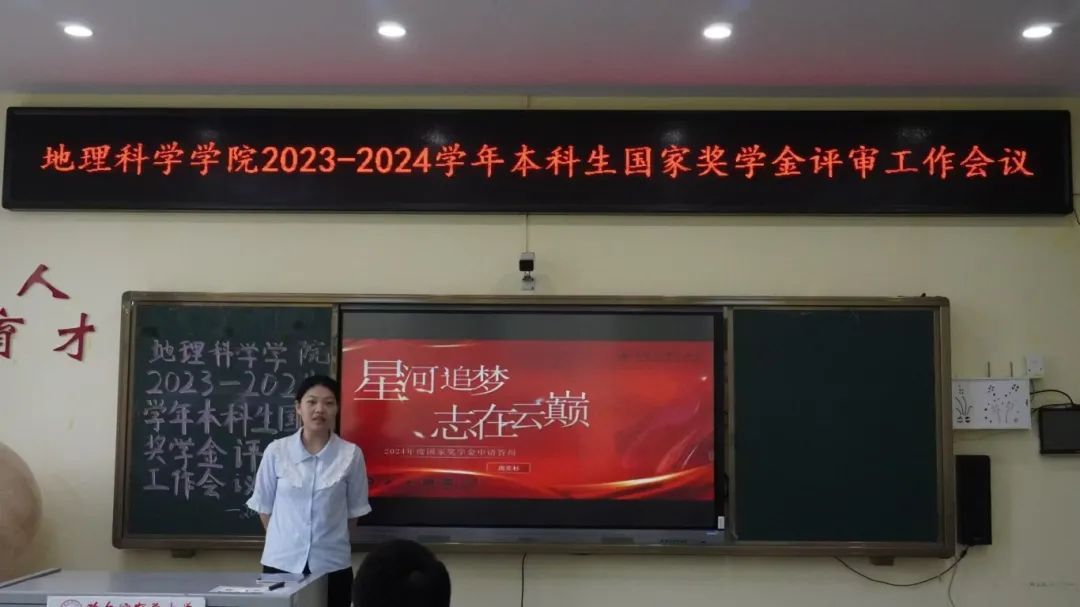 地理科学学院2023-2024学年本科生国家奖学金评审工作会议
人
育才
地理科学学院
2023-202
学年本科生国
奖学金评
工作会议
星河追梦
志在云巅
2024年度国家奖学金申请答辩